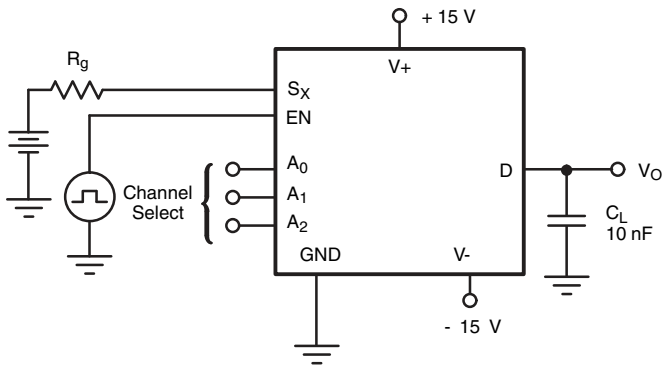 + 15 V
Rg
V+
SX
EN
A0
Channel
Select
A1
A2
D
VO
CL
10 nF
GND
V-
- 15 V